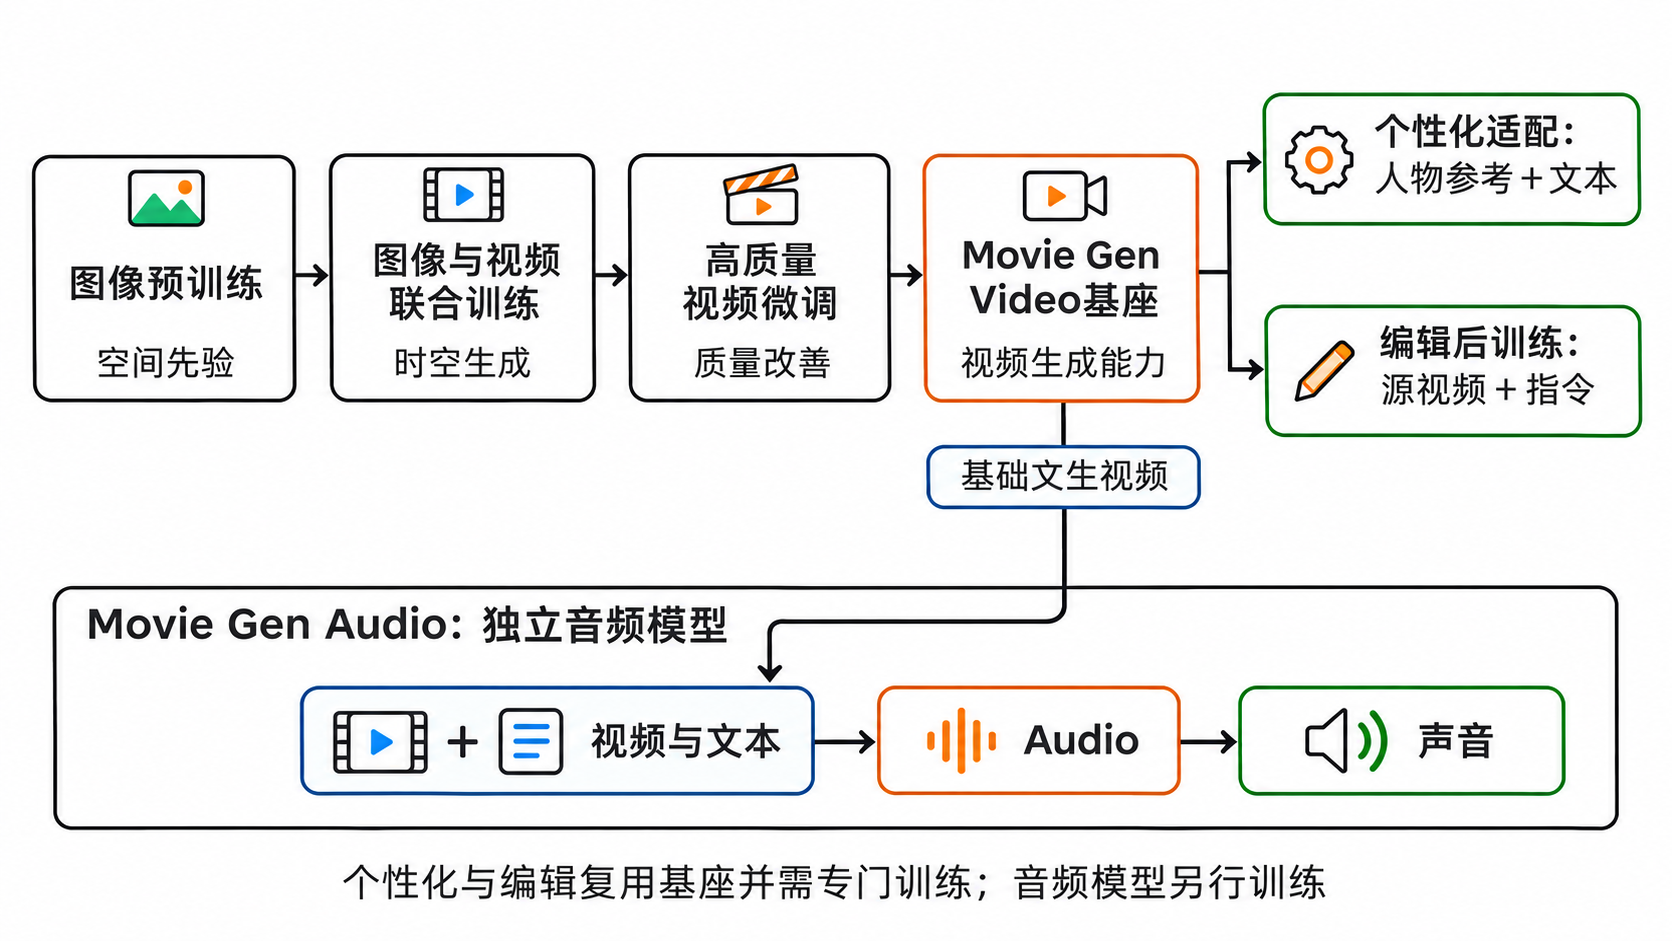 图像预训练
空间先验
图像与视频
联合训练
时空生成
高质量
视频微调
质量改善
Movie Gen
Video基座
视频生成能力
个性化适配：
人物参考＋文本
编辑后训练：
源视频＋指令
基础文生视频
Movie Gen Audio：独立音频模型
+ 视频与文本
Audio
声音
个性化与编辑复用基座并需专门训练；音频模型另行训练